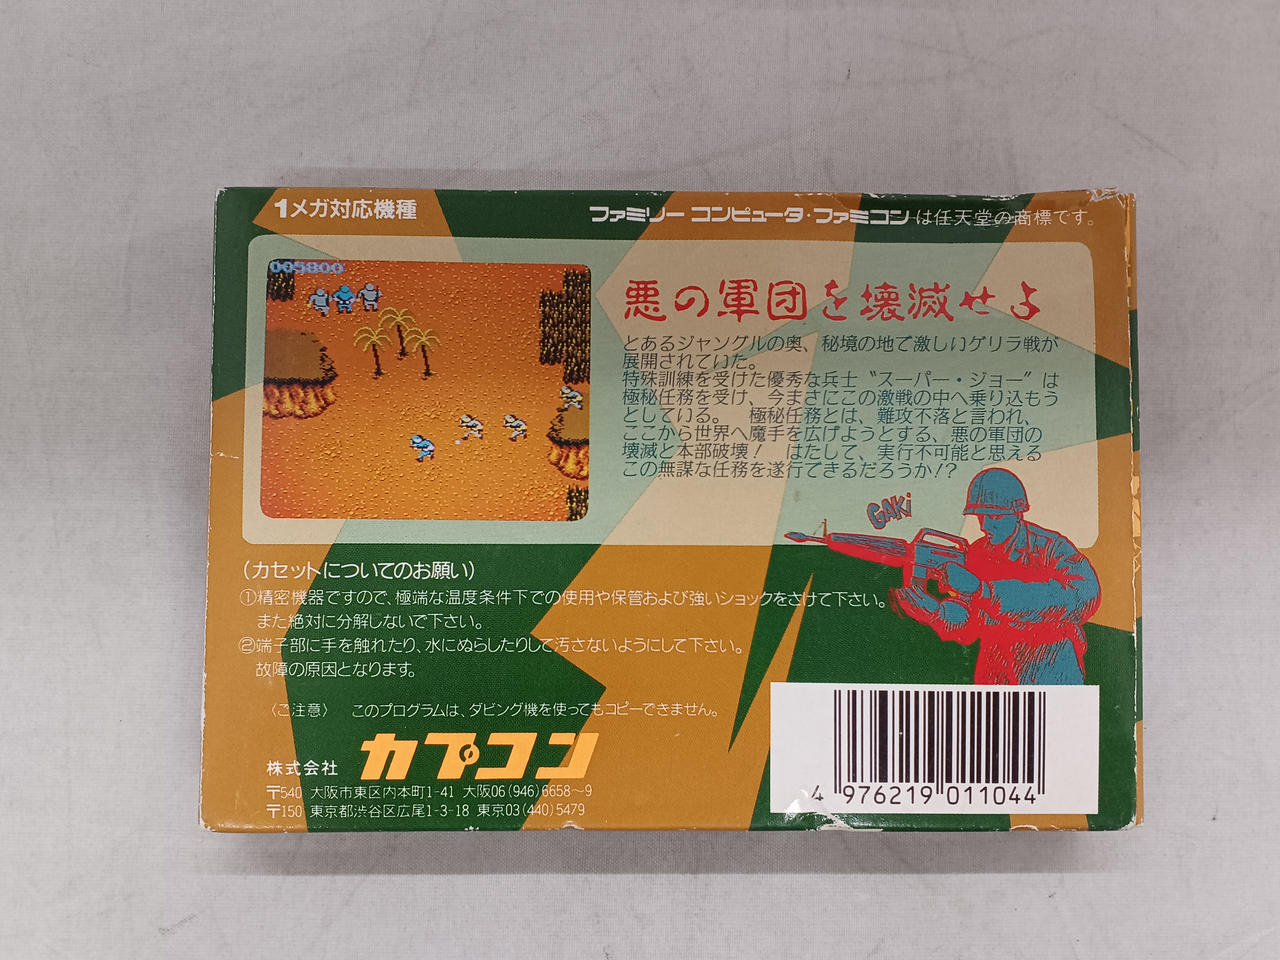 1メガ対応機種
ファミリー コンピュータ・ファミコンは任天堂の商標です。
005800
悪の軍団を壊滅せよ
とあるジャングルの奥、秘境の地で激しいゲリラ戦が
展開されていた。
特殊訓練を受けた優秀な兵士〝スーパー・ジョー〟は
極秘任務を受け、今まさにこの激戦の中へ乗り込もう
としている。 極秘任務とは、難攻不落と言われ、
ここから世界へ魔手を広げようとする、悪の軍団の
壊滅と本部破壊! はたして、実行不可能と思える
この無謀な任務を遂行できるだろうか!?
GAKi
(カセットについてのお願い)
①精密機器ですので、極端な温度条件下での使用や保管および強いショックをさけて下さい。
また絶対に分解しないで下さい。
②端子部に手を触れたり、水にぬらしたりして汚さないようにして下さい。
故障の原因となります。
〈ご注意〉 このプログラムは、ダビング機を使ってもコピーできません。
株式会社 カプコン
〒540 大阪市東区内本町1-41 大阪06(946)6658〜9
〒150 東京都渋谷区広尾1-3-18 東京03(440)5479
4 976219 011044